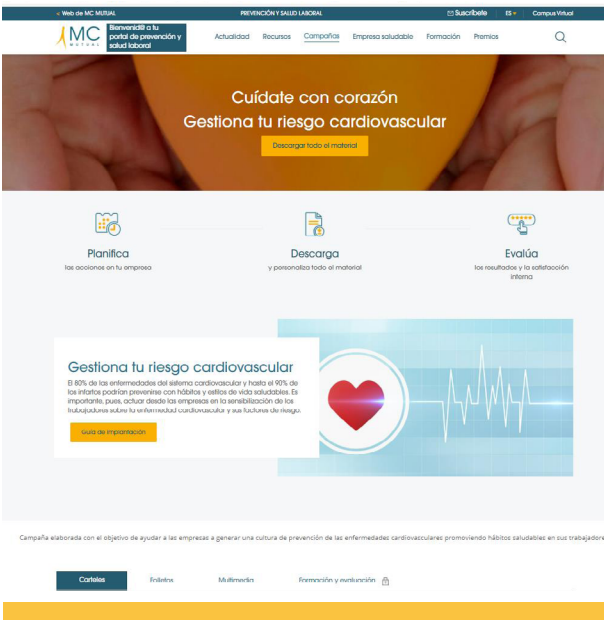 < Web de MC MUTUAL
PREVENCIÓN Y SALUD LABORAL
Suscríbete
ES
Campus Virtual
MC
MUTUAL
Bienvenid@ a tu
portal de prevención y
salud laboral
Actualidad
Recursos
Campañas
Empresa saludable
Formación
Premios
Cuídate con corazón
Gestiona tu riesgo cardiovascular
Descargar todo el material
Planifica
las acciones en tu empresa
Descarga
y personaliza todo el material
Evalúa
los resultados y la satisfacción
interna
Gestiona tu riesgo cardiovascular
El 80% de las enfermedades del sistema cardiovascular y hasta el 90% de
los infartos podrían prevenirse con hábitos y estilos de vida saludables. Es
importante, pues, actuar desde las empresas en la sensibilización de los
trabajadores sobre la enfermedad cardiovascular y sus factores de riesgo.
Guía de implantación
Campaña elaborada con el objetivo de ayudar a las empresas a generar una cultura de prevención de las enfermedades cardiovasculares promoviendo hábitos saludables en sus trabajadore
Carteles
Folletos
Multimedia
Formación y evaluación